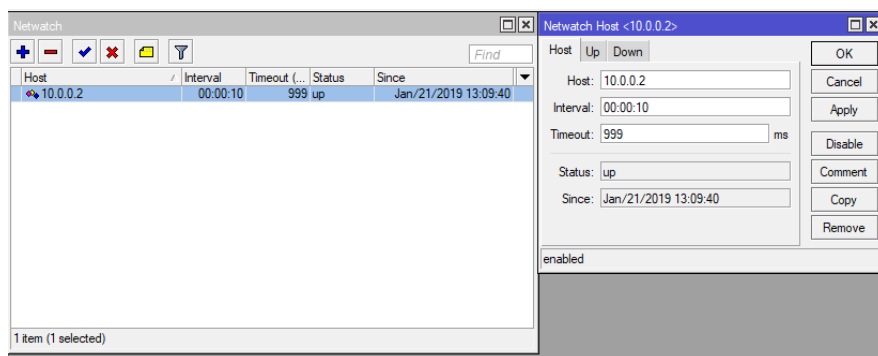 Netwatch
Find
Host Interval Timeout (... Status Since
10.0.0.2 00:00:10 999 up Jan/21/2019 13:09:40
1 item (1 selected)
Netwatch Host <10.0.0.2>
Host Up Down
Host: 10.0.0.2
Interval: 00:00:10
Timeout: 999 ms
Status: up
Since: Jan/21/2019 13:09:40
OK
Cancel
Apply
Disable
Comment
Copy
Remove
enabled